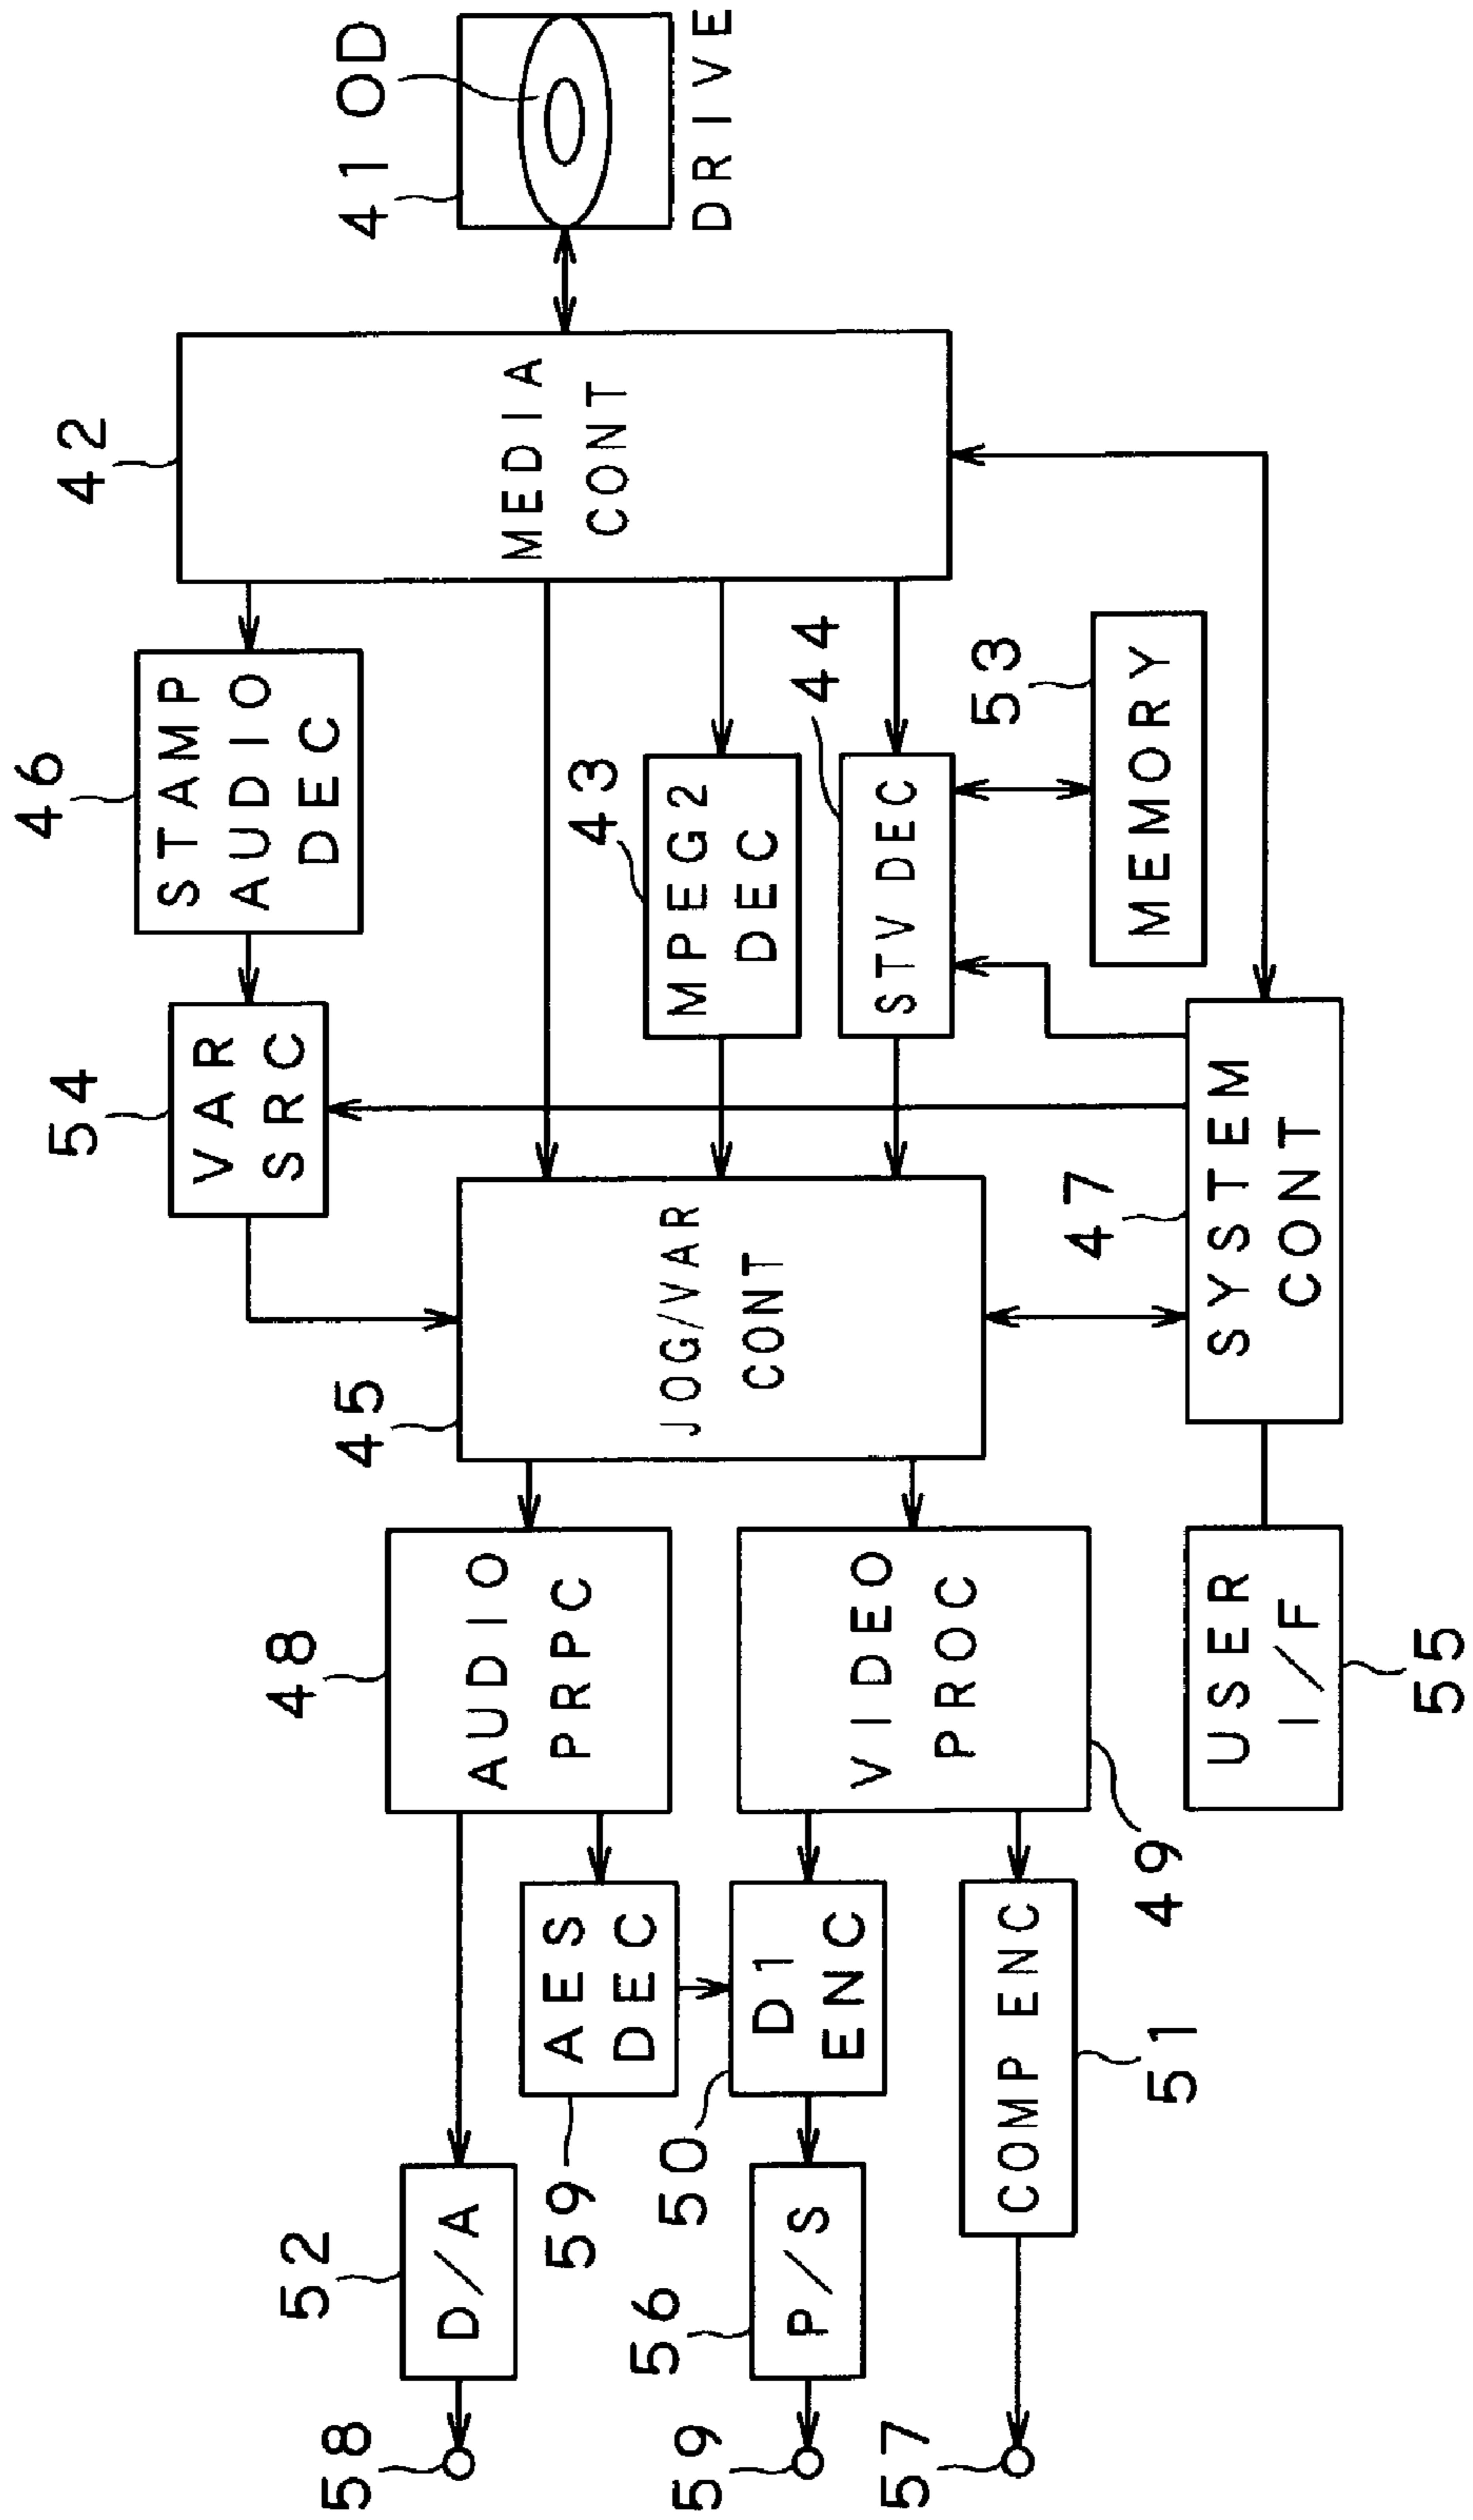 46
STAMP
AUDIO
DEC
54
VAR
SRC
42
MEDIA
CONT
41
OD
DRIVE
43
MPEG2
DEC
44
STV DEC
53
MEMORY
45
JOG/VAR
CONT
47
SYSTEM
CONT
48
AUDIO
PRPC
VIDEO
PROC
49
USER
I/F
55
52
D/A
AES
DEC
59
50
D1
ENC
56
P/S
COMP ENC
51
58
59
57